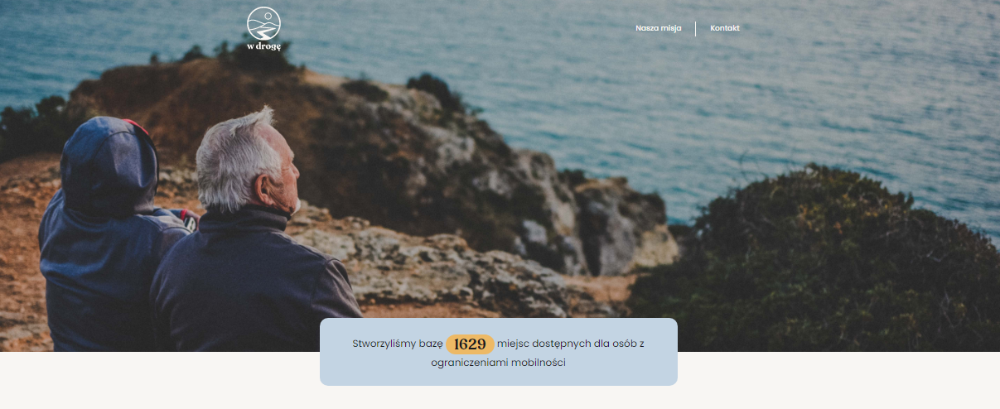 w drogę
Nasza misja
Kontakt
Stworzyliśmy bazę 1629 miejsc dostępnych dla osób z
ograniczeniami mobilności